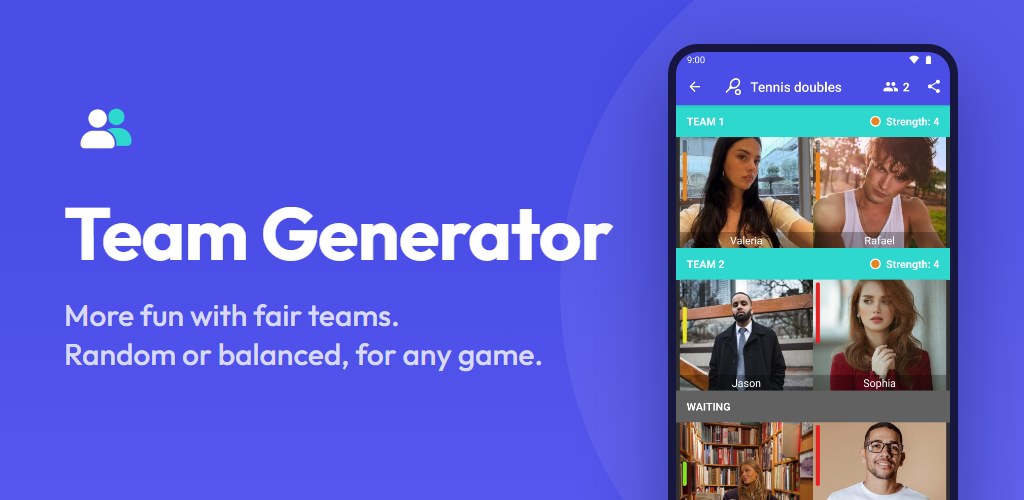 Team Generator
More fun with fair teams.
Random or balanced, for any game.
9:00
Tennis doubles
2
TEAM 1
Strength: 4
Valeria
Rafael
TEAM 2
Strength: 4
Jason
Sophia
WAITING